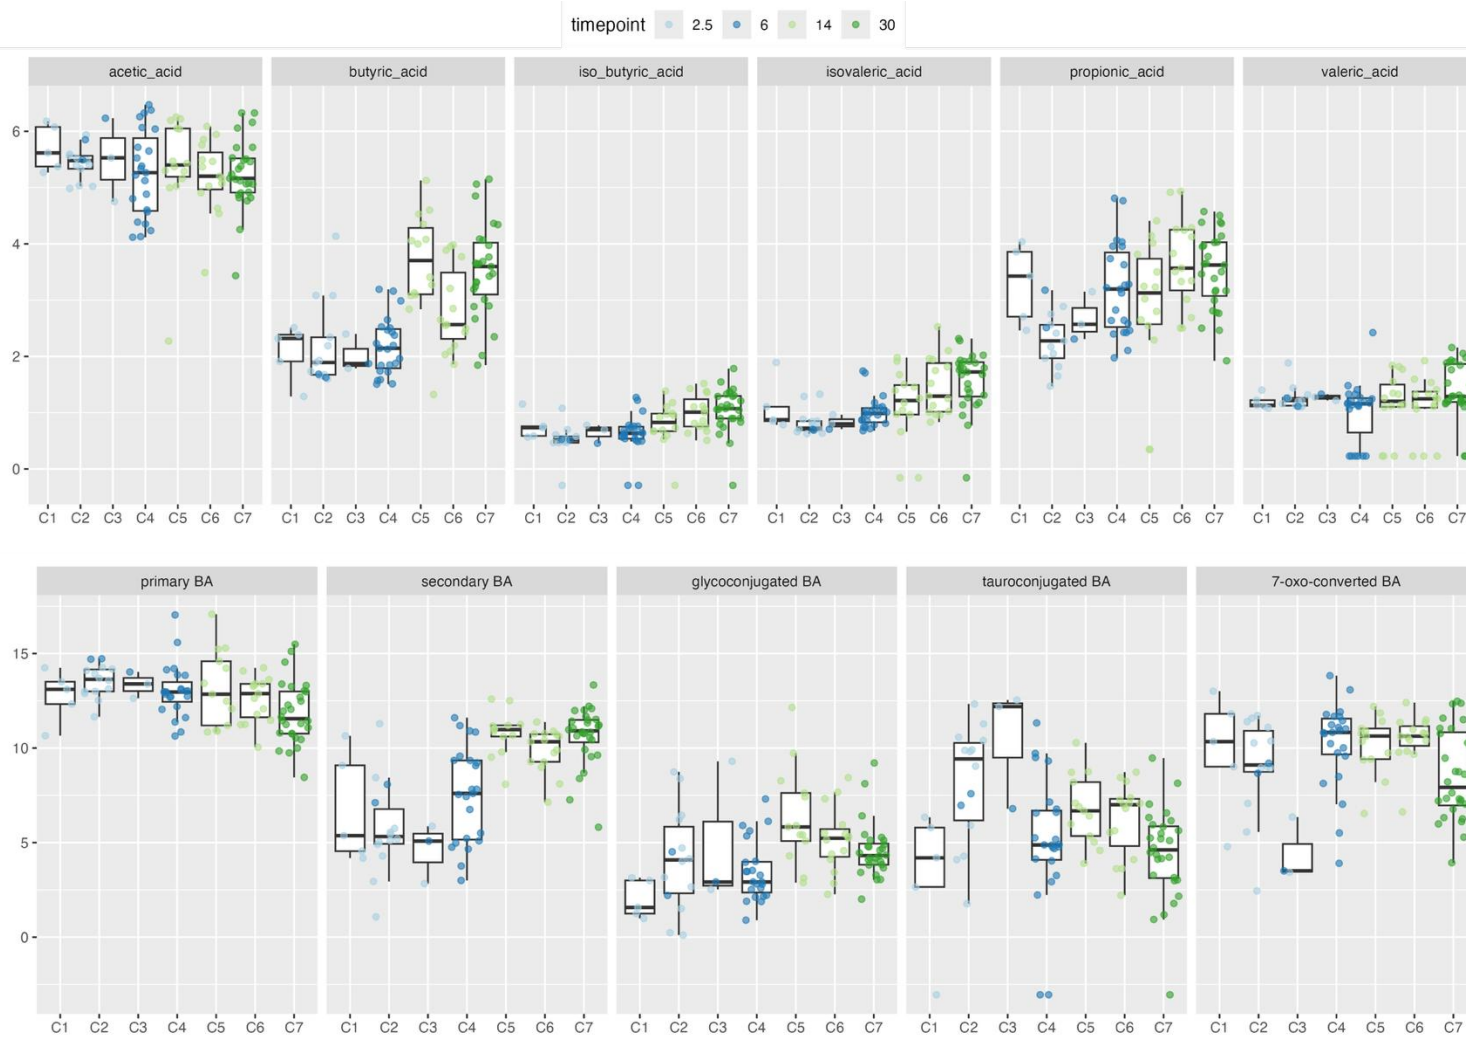 timepoint 2.5 6 14 30
acetic_acid butyric_acid iso_butyric_acid isovaleric_acid propionic_acid valeric_acid
6
4
2
0
C1 C2 C3 C4 C5 C6 C7 C1 C2 C3 C4 C5 C6 C7 C1 C2 C3 C4 C5 C6 C7 C1 C2 C3 C4 C5 C6 C7 C1 C2 C3 C4 C5 C6 C7 C1 C2 C3 C4 C5 C6 C7
primary BA secondary BA glycoconjugated BA tauroconjugated BA 7-oxo-converted BA
15
10
5
0
C1 C2 C3 C4 C5 C6 C7 C1 C2 C3 C4 C5 C6 C7 C1 C2 C3 C4 C5 C6 C7 C1 C2 C3 C4 C5 C6 C7 C1 C2 C3 C4 C5 C6 C7